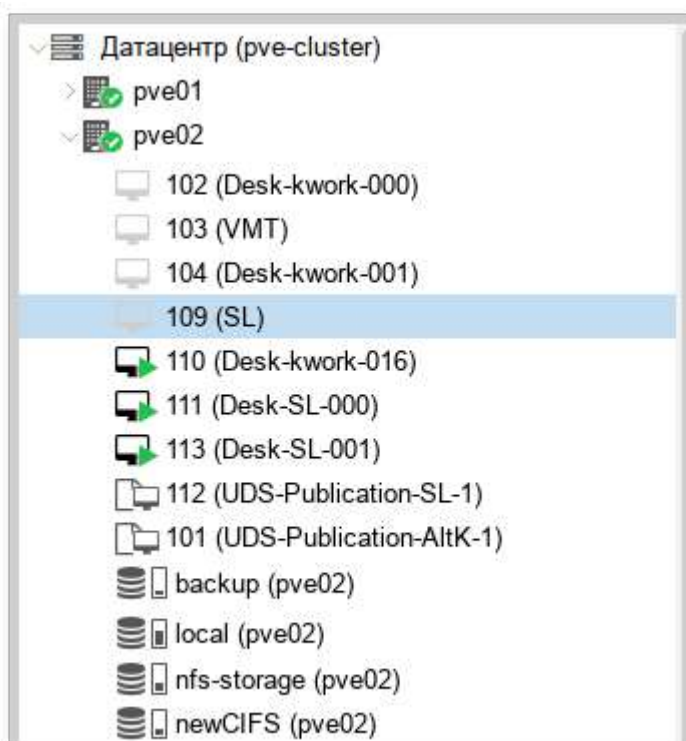 Датацентр (pve-cluster)
pve01
pve02
102 (Desk-kwork-000)
103 (VMT)
104 (Desk-kwork-001)
109 (SL)
110 (Desk-kwork-016)
111 (Desk-SL-000)
113 (Desk-SL-001)
112 (UDS-Publication-SL-1)
101 (UDS-Publication-AltK-1)
backup (pve02)
local (pve02)
nfs-storage (pve02)
newCIFS (pve02)